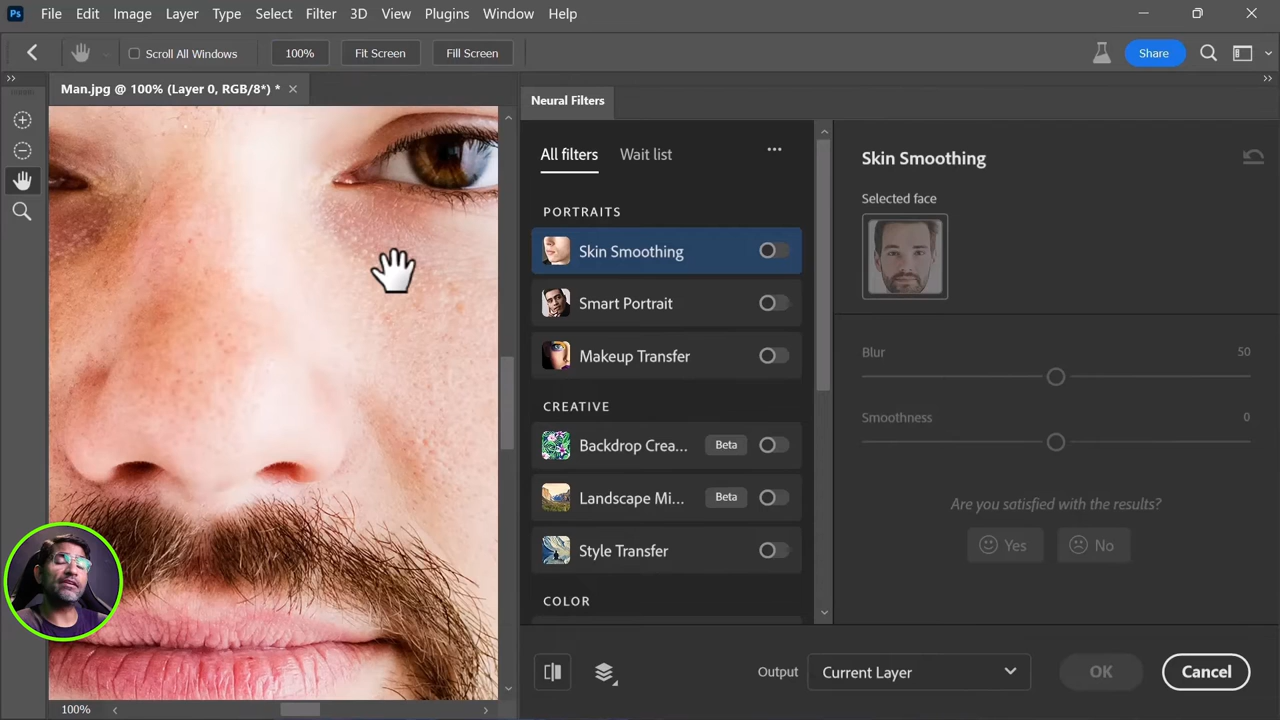 Ps File Edit Image Layer Type Select Filter 3D View Plugins Window Help
Scroll All Windows 100% Fit Screen Fill Screen Share
Man.jpg @ 100% (Layer 0, RGB/8*) *
Neural Filters
All filters Wait list
PORTRAITS
Skin Smoothing
Smart Portrait
Makeup Transfer
CREATIVE
Backdrop Crea... Beta
Landscape Mi... Beta
Style Transfer
COLOR
Skin Smoothing
Selected face
Blur 50
Smoothness 0
Are you satisfied with the results?
Yes No
Output Current Layer OK Cancel
100%